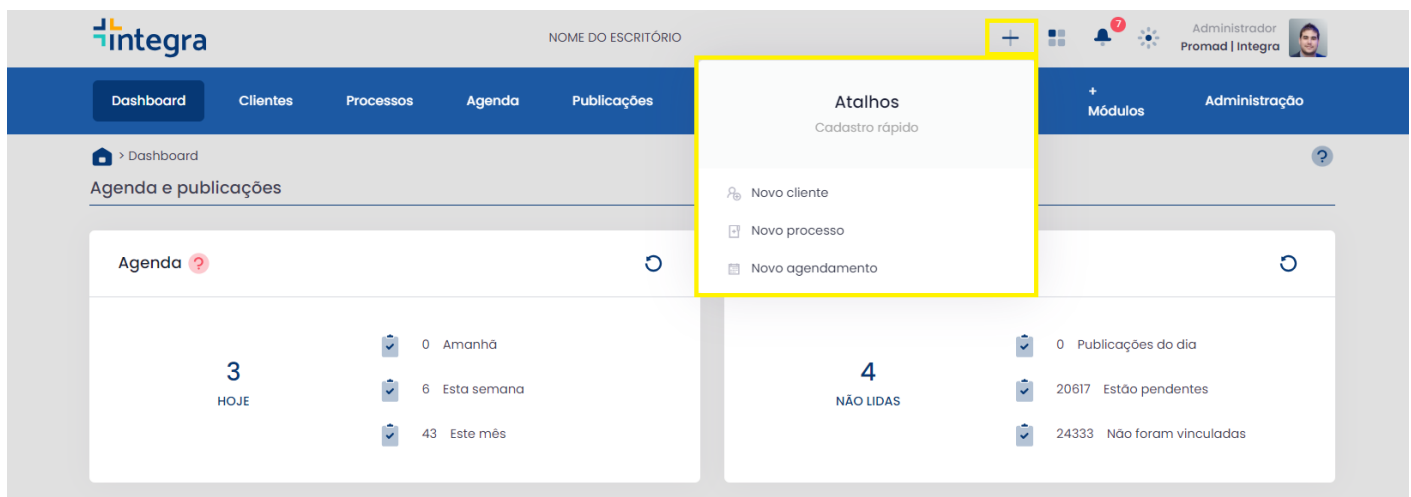 integra
NOME DO ESCRITÓRIO
7
Administrador
Promad | Integra
Dashboard Clientes Processos Agenda Publicações + Módulos Administração
Atalhos
Cadastro rápido
Novo cliente
Novo processo
Novo agendamento
> Dashboard
?
Agenda e publicações
Agenda ?
3
HOJE
0 Amanhã
6 Esta semana
43 Este mês
4
NÃO LIDAS
0 Publicações do dia
20617 Estão pendentes
24333 Não foram vinculadas